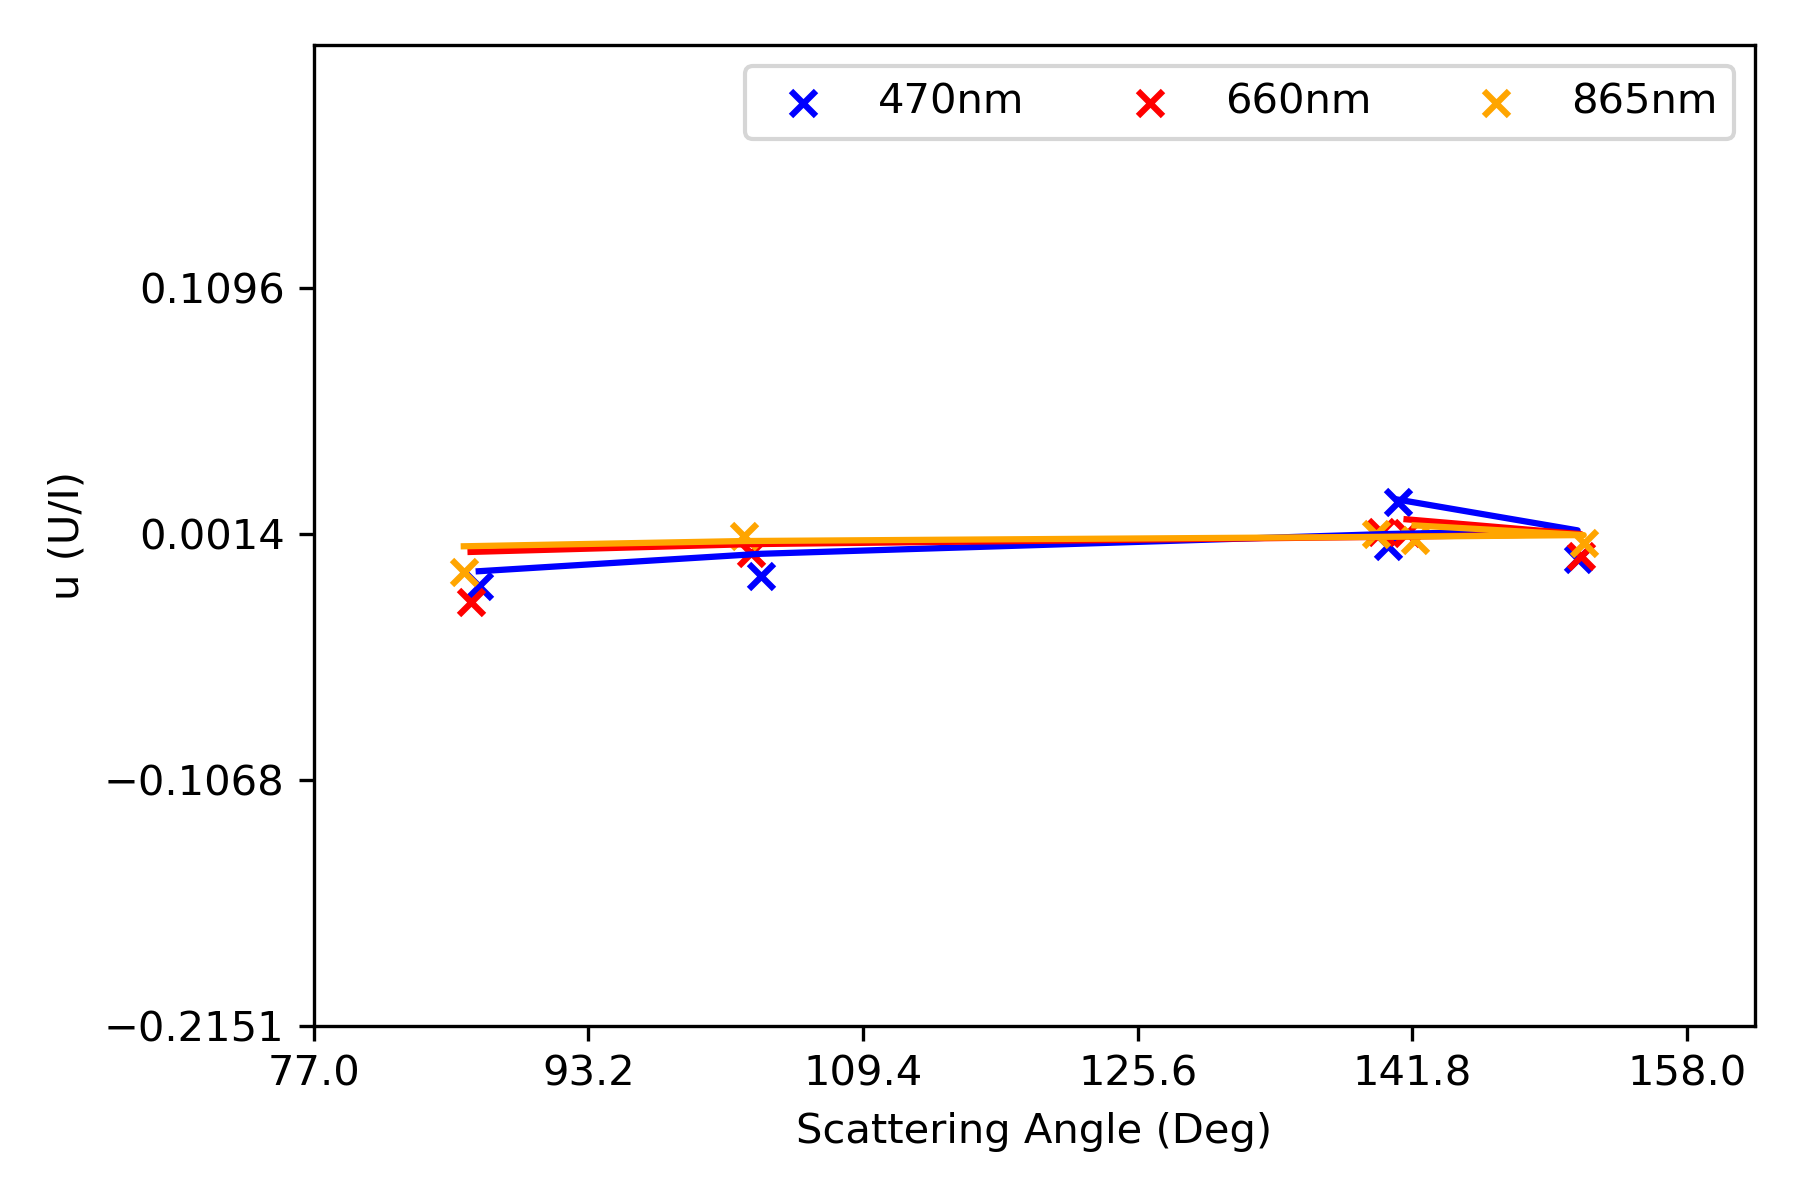 470nm 660nm 865nm
0.1096
0.0014
−0.1068
−0.2151
u (U/I)
77.0 93.2 109.4 125.6 141.8 158.0
Scattering Angle (Deg)